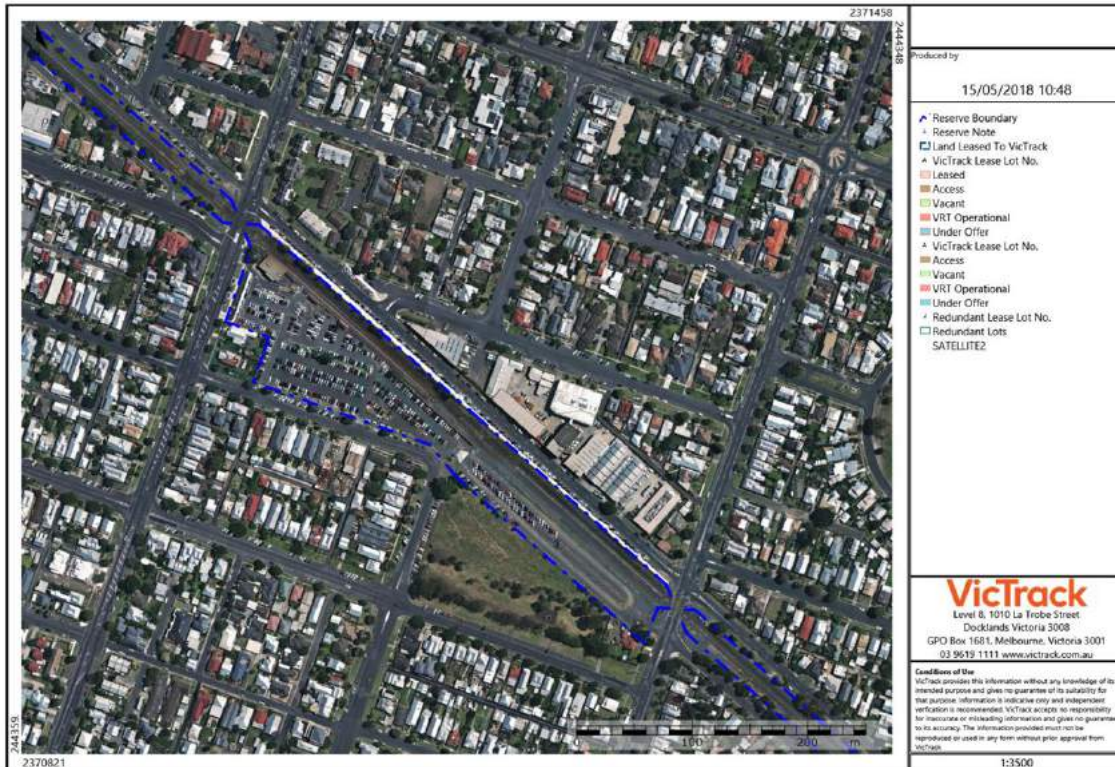 2371458
2444348
Produced by
15/05/2018 10:48
Reserve Boundary
Reserve Note
Land Leased To VicTrack
VicTrack Lease Lot No.
Leased
Access
Vacant
VRT Operational
Under Offer
VicTrack Lease Lot No.
Access
Vacant
VRT Operational
Under Offer
Redundant Lease Lot No.
Redundant Lots
SATELLITE2
VicTrack
Level 8, 1010 La Trobe Street
Docklands Victoria 3008
GPO Box 1681, Melbourne, Victoria 3001
03 9619 1111 www.victrack.com.au
Conditions of Use
VicTrack provides this information without any knowledge of its
intended purpose and gives no guarantee of its suitability for
that purpose. Information is indicative only and independent
verification is recommended. VicTrack accepts no responsibility
for inaccurate or misleading information and gives no guarantee
to its accuracy. The information provided must not be
reproduced or used in any form without prior approval from
VicTrack
1:3500
100 200 m
244359
2370821